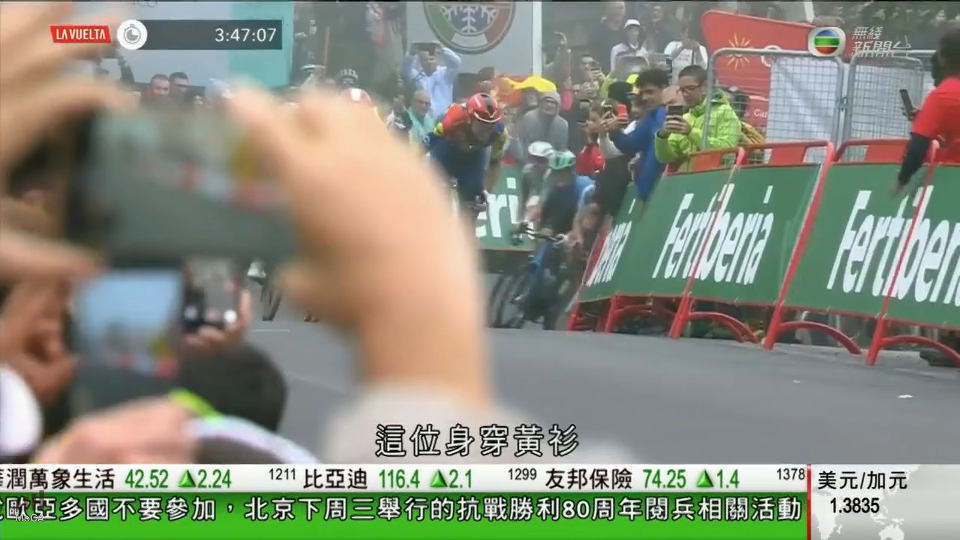 LA VUELTA
3:47:07
無綫
新聞台
Fertiberia
Fertiberia
這位身穿黃衫
潤萬象生活 42.52 ▲2.24 1211 比亞迪 116.4 ▲2.1 1299 友邦保險 74.25 ▲1.4 1378
美元/加元
1.3835
歐亞多國不要參加，北京下周三舉行的抗戰勝利80周年閱兵相關活動